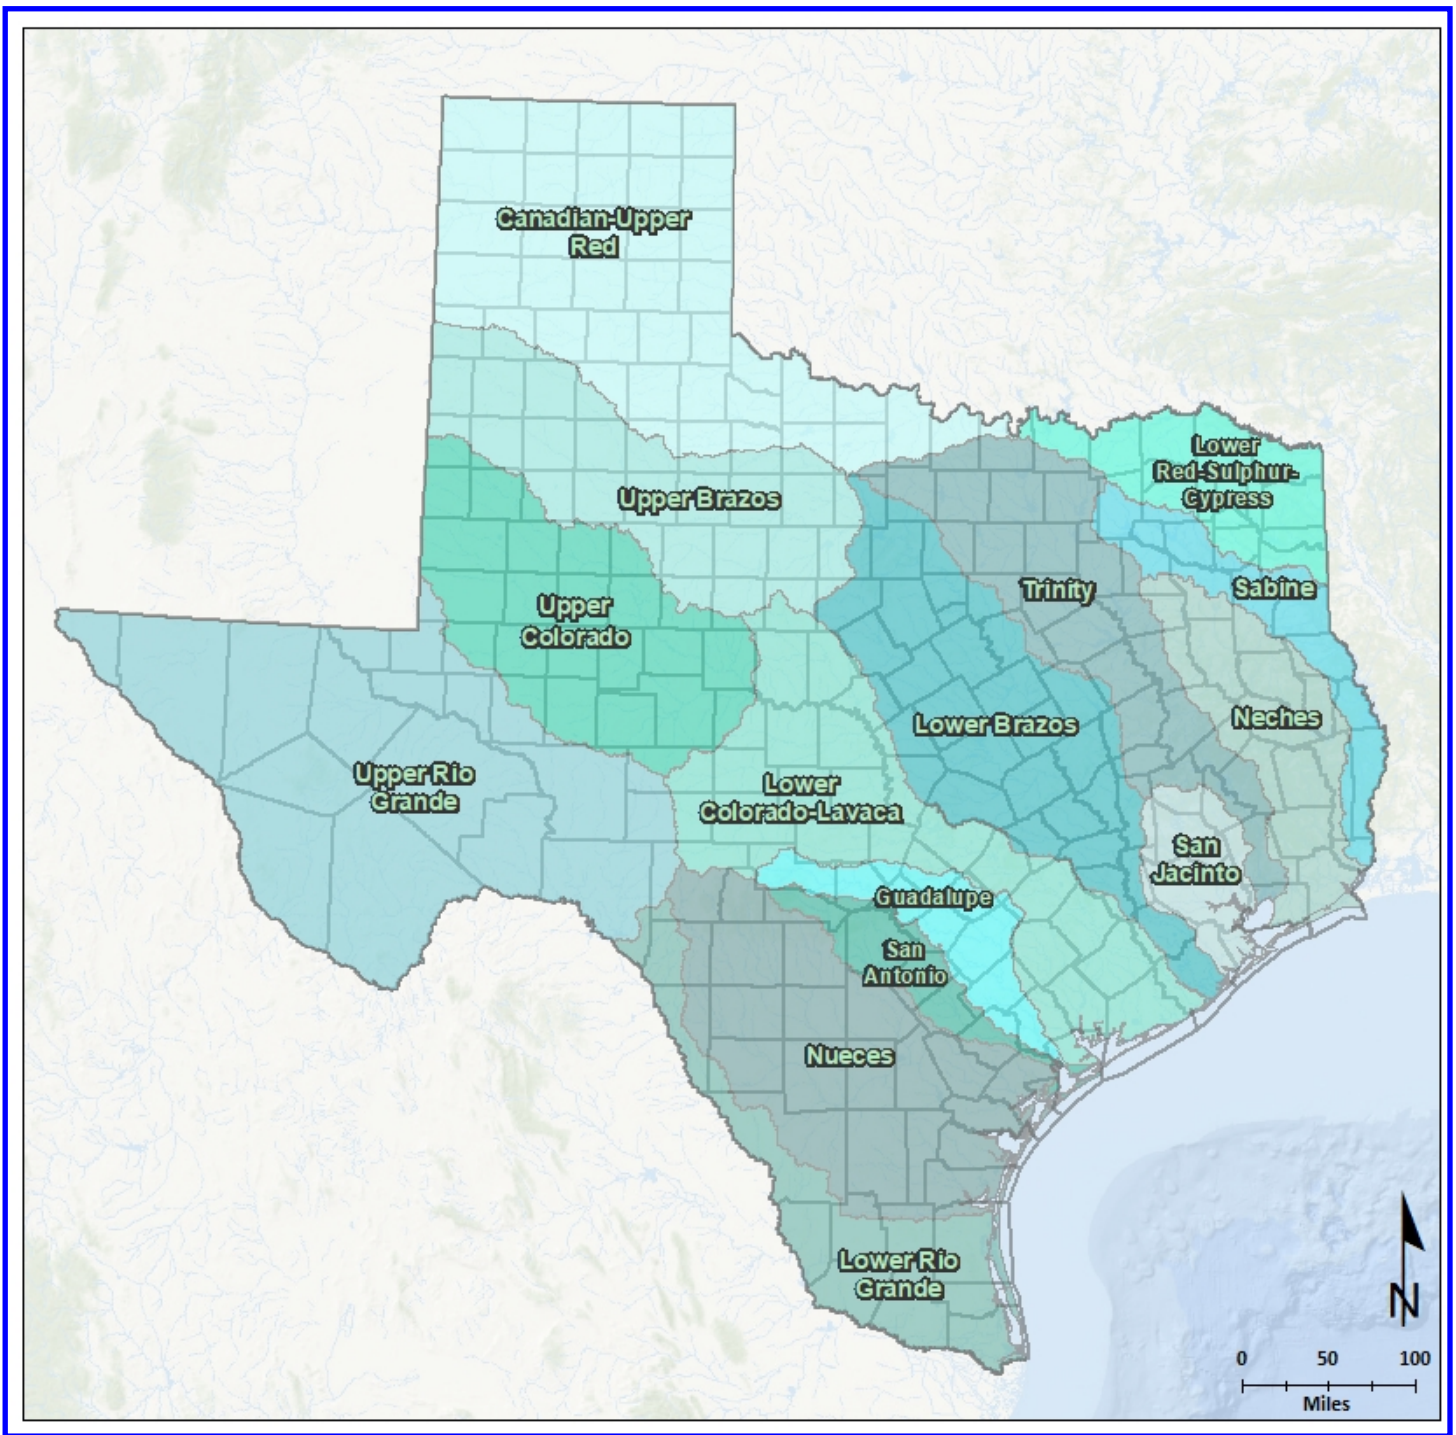 Canadian-Upper
Red
Lower
Red-Sulphur-
Cypress
Upper Brazos
Trinity
Sabine
Upper
Colorado
Lower Brazos
Neches
Upper Rio
Grande
Lower
Colorado-Lavaca
San
Jacinto
Guadalupe
San
Antonio
Nueces
Lower Rio
Grande
N
0 50 100
Miles